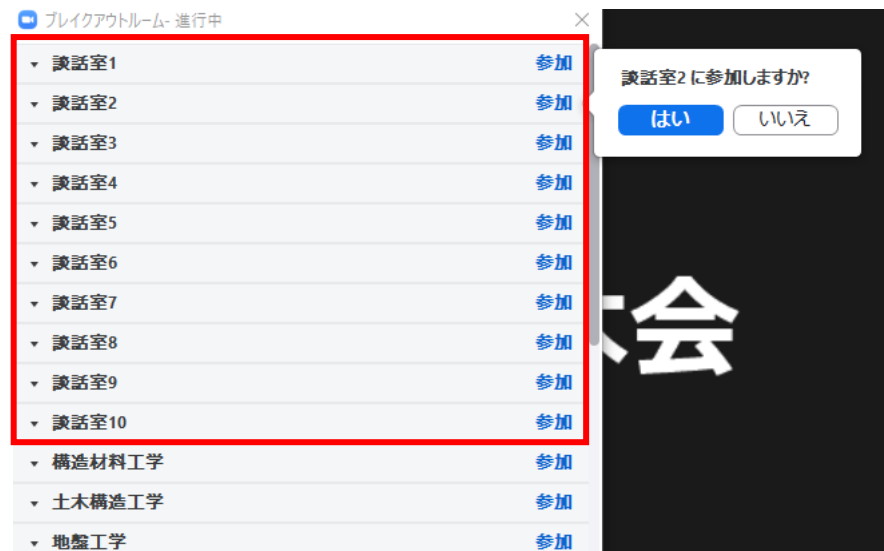 ブレイクアウトルーム- 進行中
談話室1 参加
談話室2 参加
談話室3 参加
談話室4 参加
談話室5 参加
談話室6 参加
談話室7 参加
談話室8 参加
談話室9 参加
談話室10 参加
構造材料工学 参加
土木構造工学 参加
地盤工学 参加
談話室2 に参加しますか?
はい いいえ
会